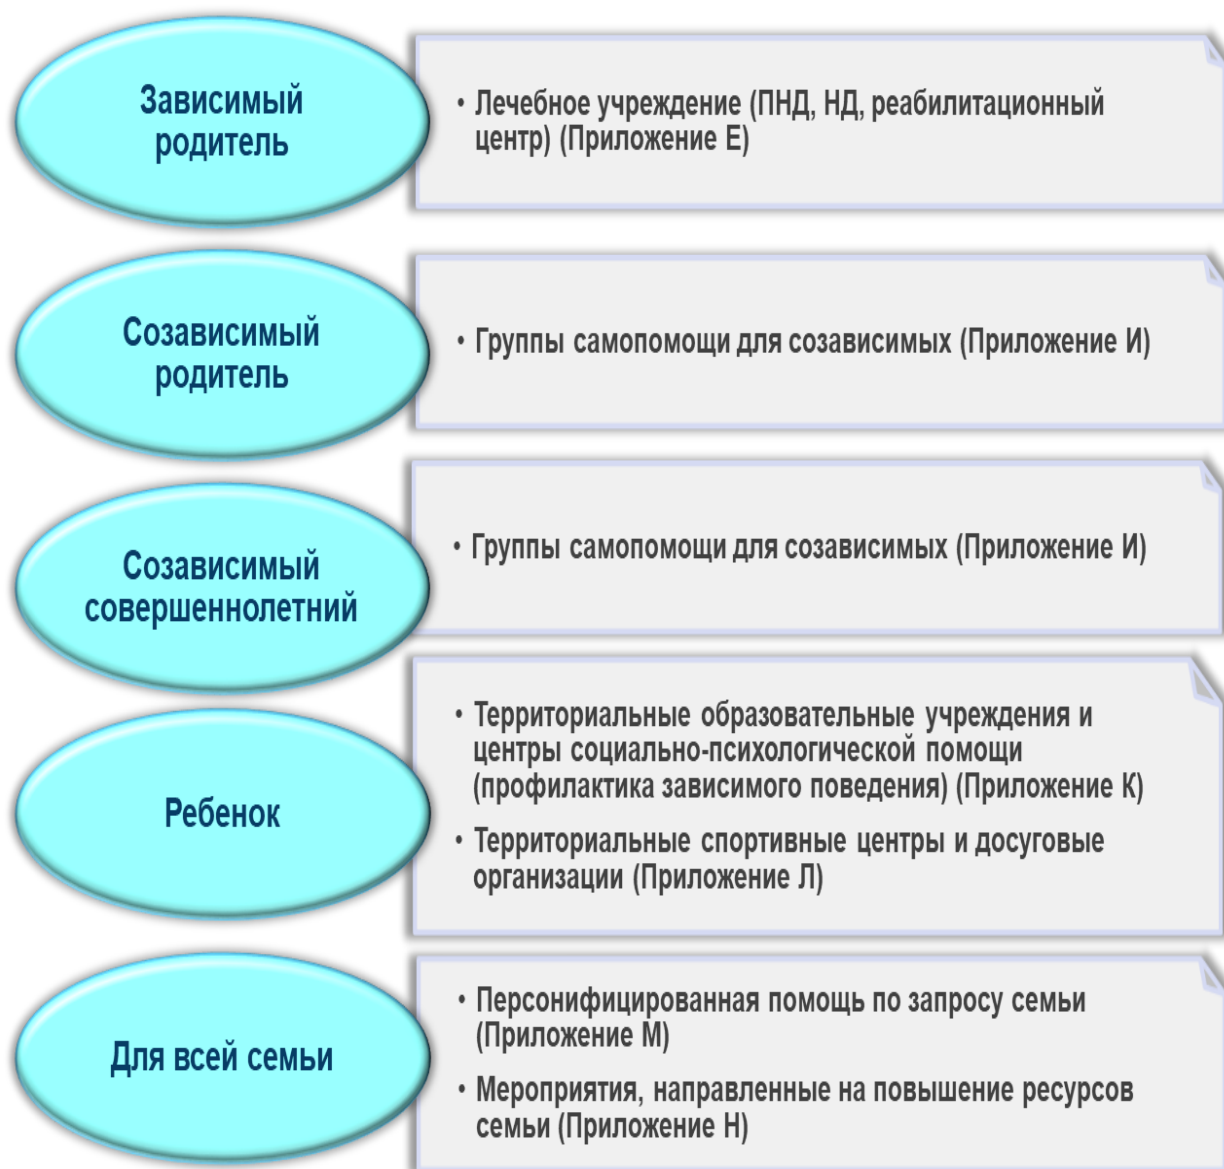 Зависимый
родитель
• Лечебное учреждение (ПНД, НД, реабилитационный
центр) (Приложение Е)
Созависимый
родитель
• Группы самопомощи для созависимых (Приложение И)
Созависимый
совершеннолетний
• Группы самопомощи для созависимых (Приложение И)
Ребенок
• Территориальные образовательные учреждения и
центры социально-психологической помощи
(профилактика зависимого поведения) (Приложение К)
• Территориальные спортивные центры и досуговые
организации (Приложение Л)
Для всей семьи
• Персонифицированная помощь по запросу семьи
(Приложение М)
• Мероприятия, направленные на повышение ресурсов
семьи (Приложение Н)